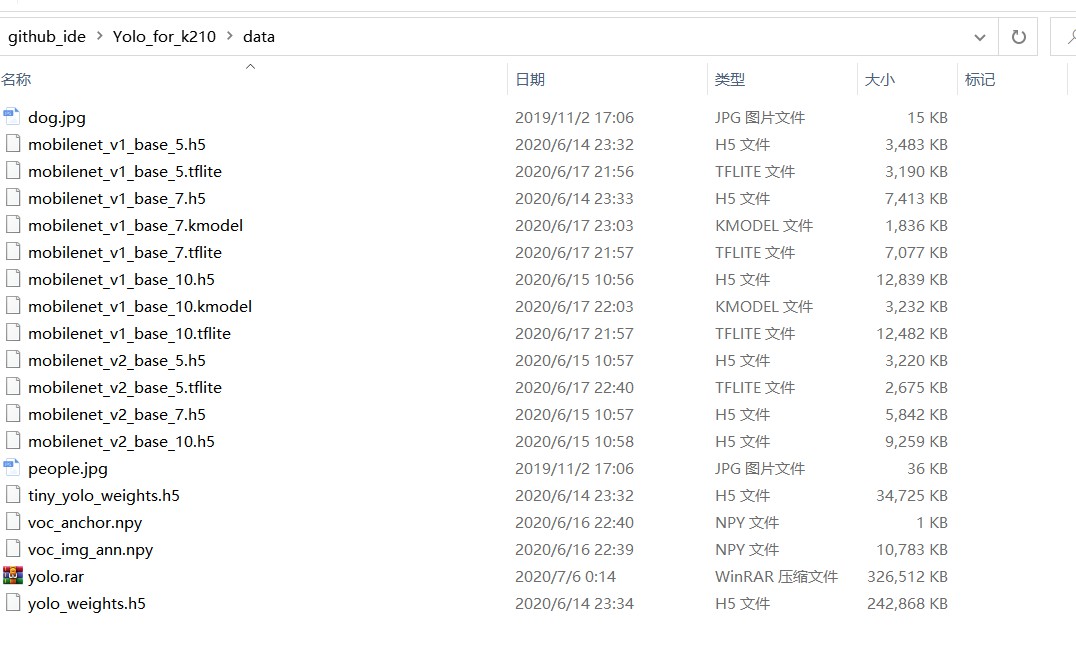 github_ide > Yolo_for_k210 > data
名称 日期 类型 大小 标记
dog.jpg 2019/11/2 17:06 JPG 图片文件 15 KB
mobilenet_v1_base_5.h5 2020/6/14 23:32 H5 文件 3,483 KB
mobilenet_v1_base_5.tflite 2020/6/17 21:56 TFLITE 文件 3,190 KB
mobilenet_v1_base_7.h5 2020/6/14 23:33 H5 文件 7,413 KB
mobilenet_v1_base_7.kmodel 2020/6/17 23:03 KMODEL 文件 1,836 KB
mobilenet_v1_base_7.tflite 2020/6/17 21:57 TFLITE 文件 7,077 KB
mobilenet_v1_base_10.h5 2020/6/15 10:56 H5 文件 12,839 KB
mobilenet_v1_base_10.kmodel 2020/6/17 22:03 KMODEL 文件 3,232 KB
mobilenet_v1_base_10.tflite 2020/6/17 21:57 TFLITE 文件 12,482 KB
mobilenet_v2_base_5.h5 2020/6/15 10:57 H5 文件 3,220 KB
mobilenet_v2_base_5.tflite 2020/6/17 22:40 TFLITE 文件 2,675 KB
mobilenet_v2_base_7.h5 2020/6/15 10:57 H5 文件 5,842 KB
mobilenet_v2_base_10.h5 2020/6/15 10:58 H5 文件 9,259 KB
people.jpg 2019/11/2 17:06 JPG 图片文件 36 KB
tiny_yolo_weights.h5 2020/6/14 23:32 H5 文件 34,725 KB
voc_anchor.npy 2020/6/16 22:40 NPY 文件 1 KB
voc_img_ann.npy 2020/6/16 22:39 NPY 文件 10,783 KB
yolo.rar 2020/7/6 0:14 WinRAR 压缩文件 326,512 KB
yolo_weights.h5 2020/6/14 23:34 H5 文件 242,868 KB